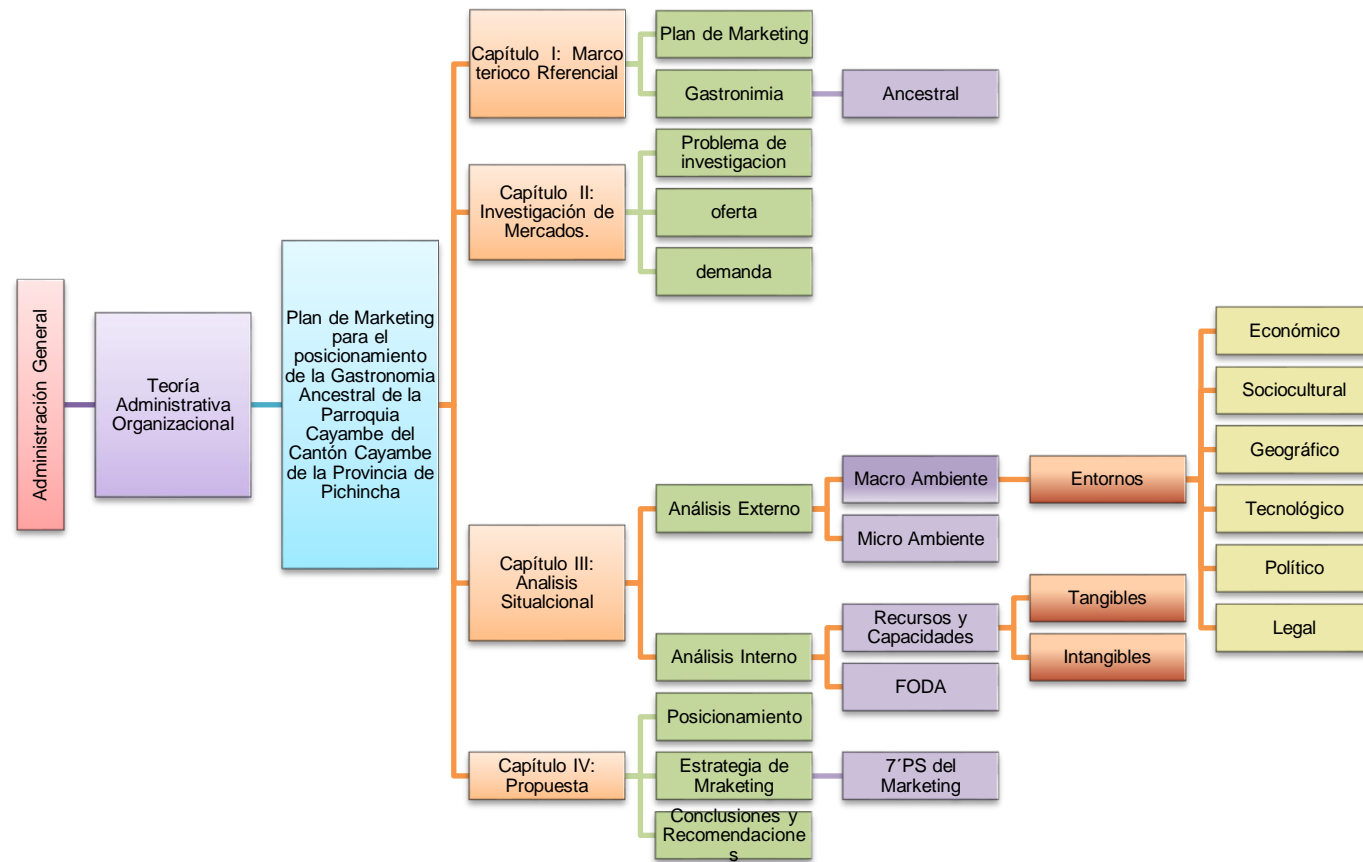 Administración General
Teoría
Administrativa
Organizacional
Plan de Marketing
para el
posicionamiento
de la Gastronomia
Ancestral de la
Parroquia
Cayambe del
Cantón Cayambe
de la Provincia de
Pichincha
Capítulo I: Marco
terioco Rferencial
Plan de Marketing
Gastronimia
Ancestral
Capítulo II:
Investigación de
Mercados.
Problema de
investigacion
oferta
demanda
Capítulo III:
Analisis
Situalcional
Análisis Externo
Macro Ambiente
Entornos
Económico
Sociocultural
Geográfico
Tecnológico
Político
Legal
Micro Ambiente
Análisis Interno
Recursos y
Capacidades
Tangibles
Intangibles
FODA
Capítulo IV:
Propuesta
Posicionamiento
Estrategia de
Mraketing
7´PS del
Marketing
Conclusiones y
Recomendacione
s